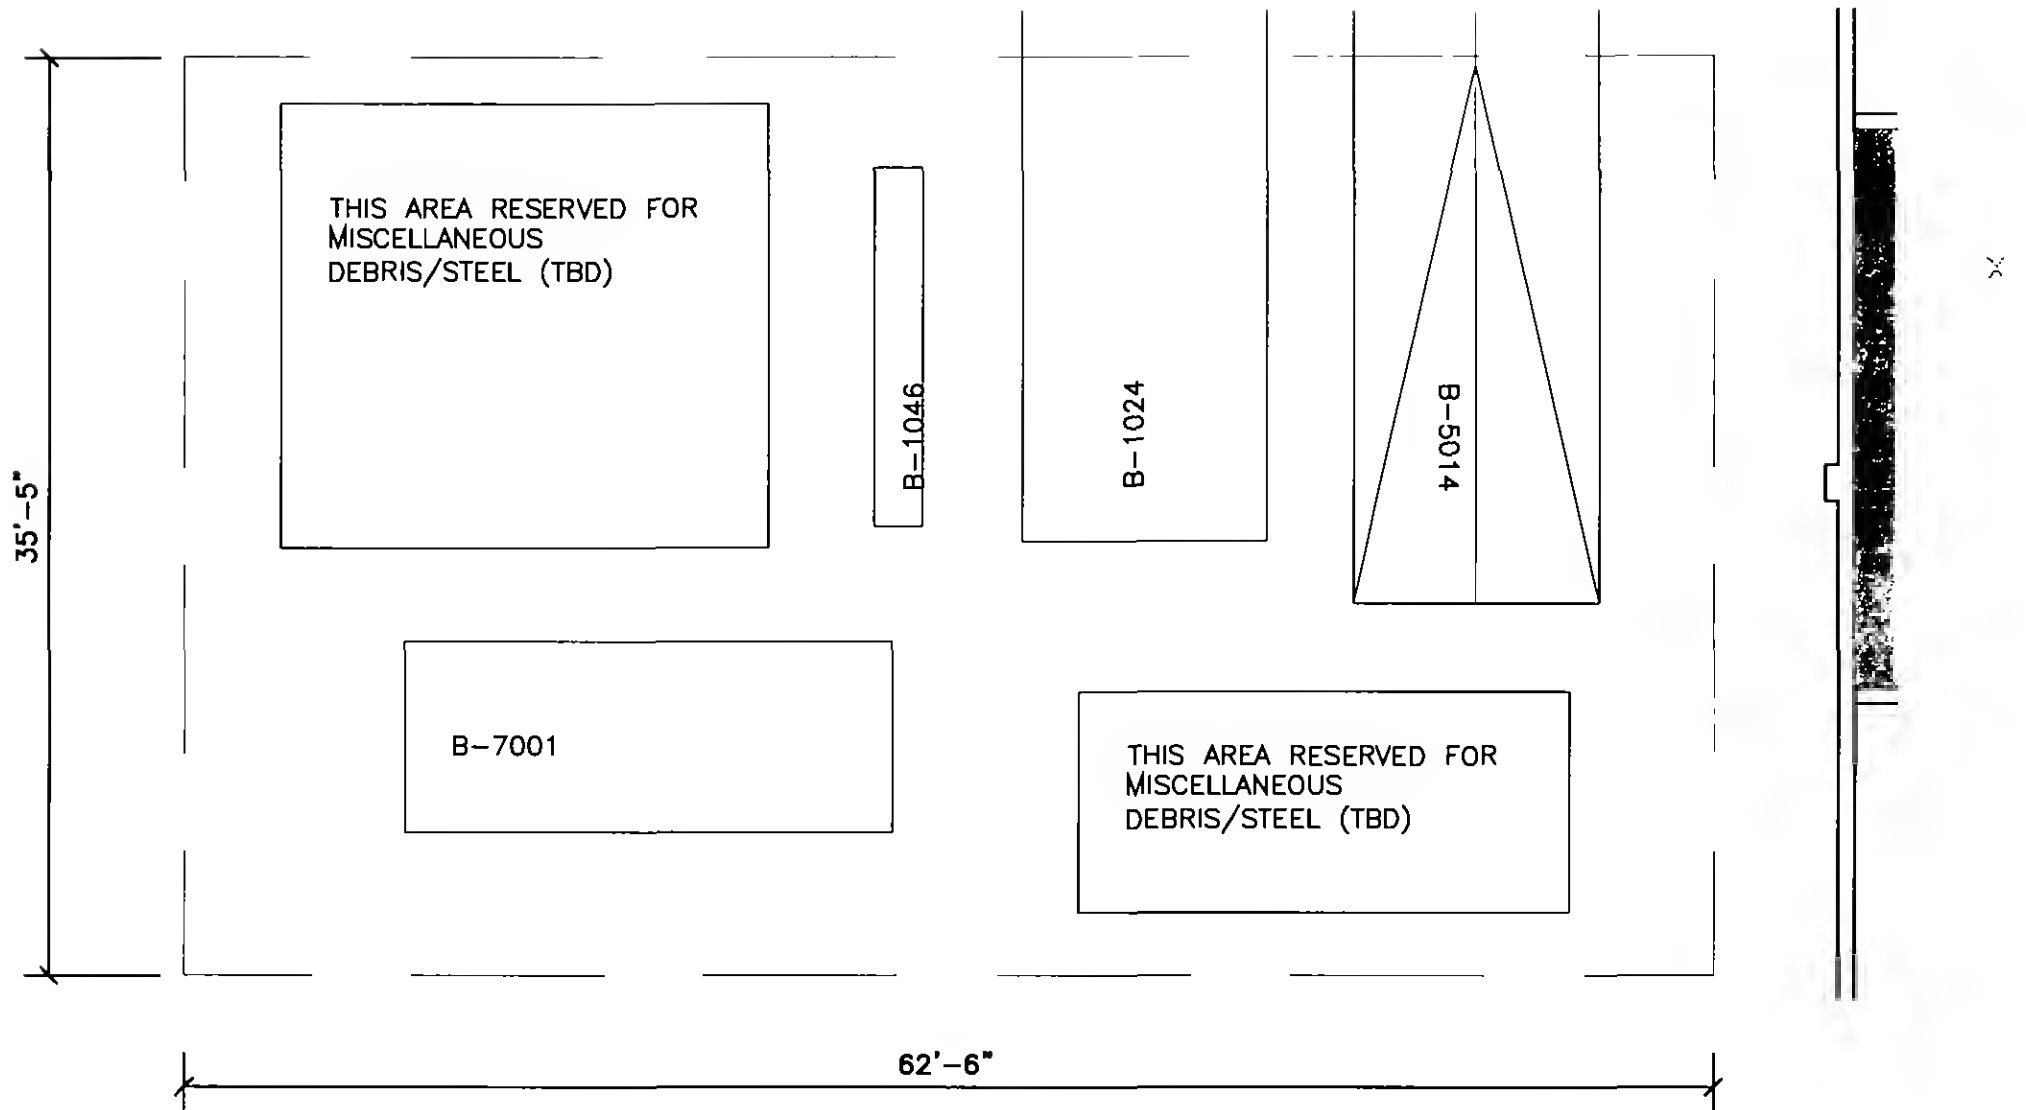 THIS AREA RESERVED FOR
MISCELLANEOUS
DEBRIS/STEEL (TBD)
B-1046
B-1024
B-5014
35'-5"
B-7001
THIS AREA RESERVED FOR
MISCELLANEOUS
DEBRIS/STEEL (TBD)
62'-6"